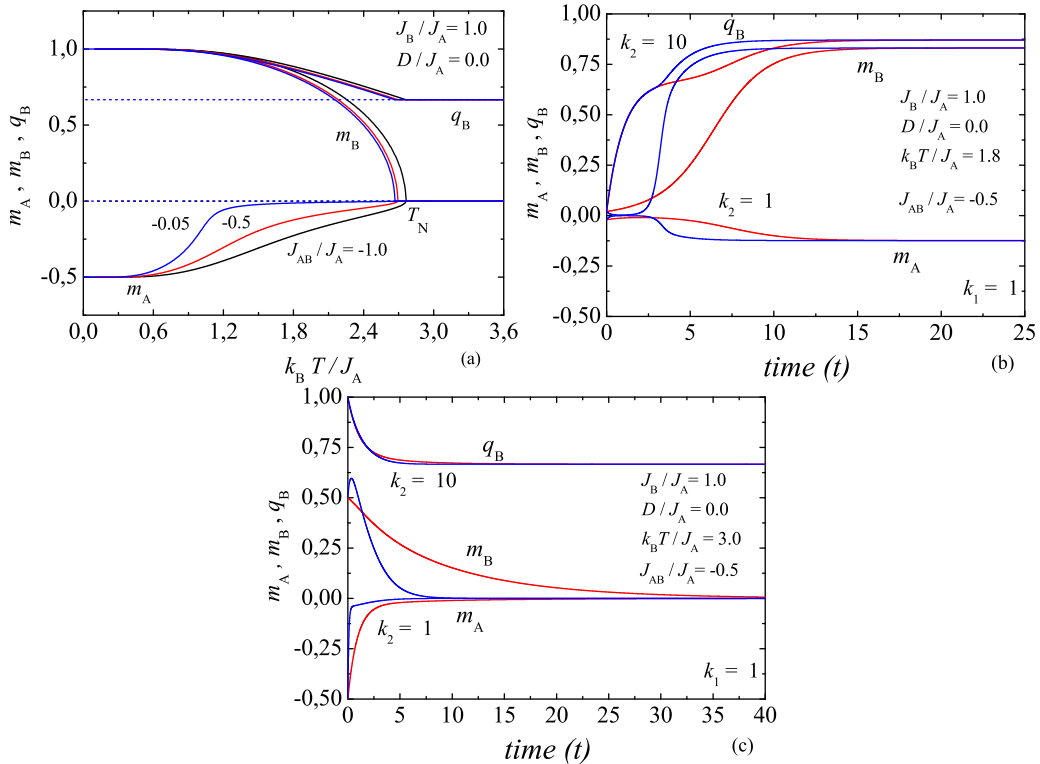 J_B / J_A = 1.0
D / J_A = 0.0
1,0
0,5
0,0
-0,5
m_A , m_B , q_B
q_B
m_B
T_N
-0.05
-0.5
J_AB / J_A = -1.0
m_A
0,0 0,6 1,2 1,8 2,4 3,0 3,6
k_B T / J_A
(a)
1,00
0,75
0,50
0,25
0,00
-0,25
-0,50
m_A , m_B , q_B
k_2 = 10
q_B
m_B
J_B / J_A = 1.0
D / J_A = 0.0
k_B T / J_A = 1.8
J_AB / J_A = -0.5
k_2 = 1
m_A
k_1 = 1
0 5 10 15 20 25
time (t)
(b)
1,00
0,75
0,50
0,25
0,00
-0,25
-0,50
m_A , m_B , q_B
q_B
k_2 = 10
J_B / J_A = 1.0
D / J_A = 0.0
k_B T / J_A = 3.0
J_AB / J_A = -0.5
m_B
m_A
k_2 = 1
k_1 = 1
0 5 10 15 20 25 30 35 40
time (t)
(c)